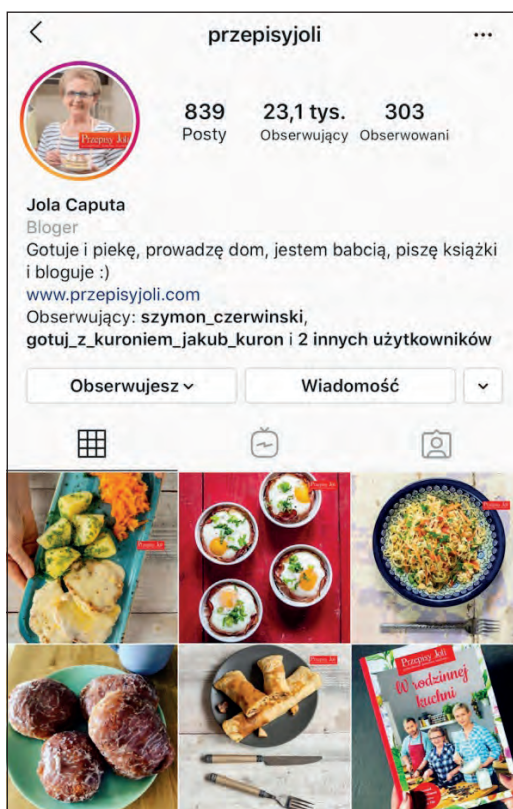 przepisyjoli
Przepisy Joli
839
Posty
23,1 tys.
Obserwujący
303
Obserwowani
Jola Caputa
Bloger
Gotuje i piekę, prowadzę dom, jestem babcią, piszę książki
i bloguje :)
www.przepisyjoli.com
Obserwujący: szymon_czerwinski,
gotuj_z_kuroniem_jakub_kuron i 2 innych użytkowników
Obserwujesz
Wiadomość
Przepisy Joli
Przepisy Joli
Przepisy Joli
Przepisy Joli
Przepisy Joli
W rodzinnej
kuchni